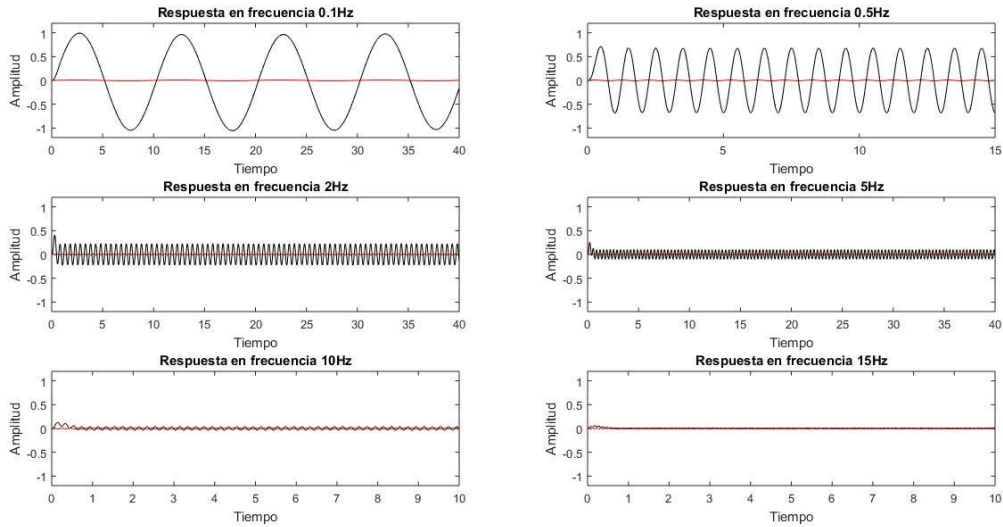 Respuesta en frecuencia 0.1Hz
1
0.5
0
-0.5
-1
Amplitud
0 5 10 15 20 25 30 35 40
Tiempo
Respuesta en frecuencia 0.5Hz
1
0.5
0
-0.5
-1
Amplitud
0 5 10 15
Tiempo
Respuesta en frecuencia 2Hz
1
0.5
0
-0.5
-1
Amplitud
0 5 10 15 20 25 30 35 40
Tiempo
Respuesta en frecuencia 5Hz
1
0.5
0
-0.5
-1
Amplitud
0 5 10 15 20 25 30 35 40
Tiempo
Respuesta en frecuencia 10Hz
1
0.5
0
-0.5
-1
Amplitud
0 1 2 3 4 5 6 7 8 9 10
Tiempo
Respuesta en frecuencia 15Hz
1
0.5
0
-0.5
-1
Amplitud
0 1 2 3 4 5 6 7 8 9 10
Tiempo